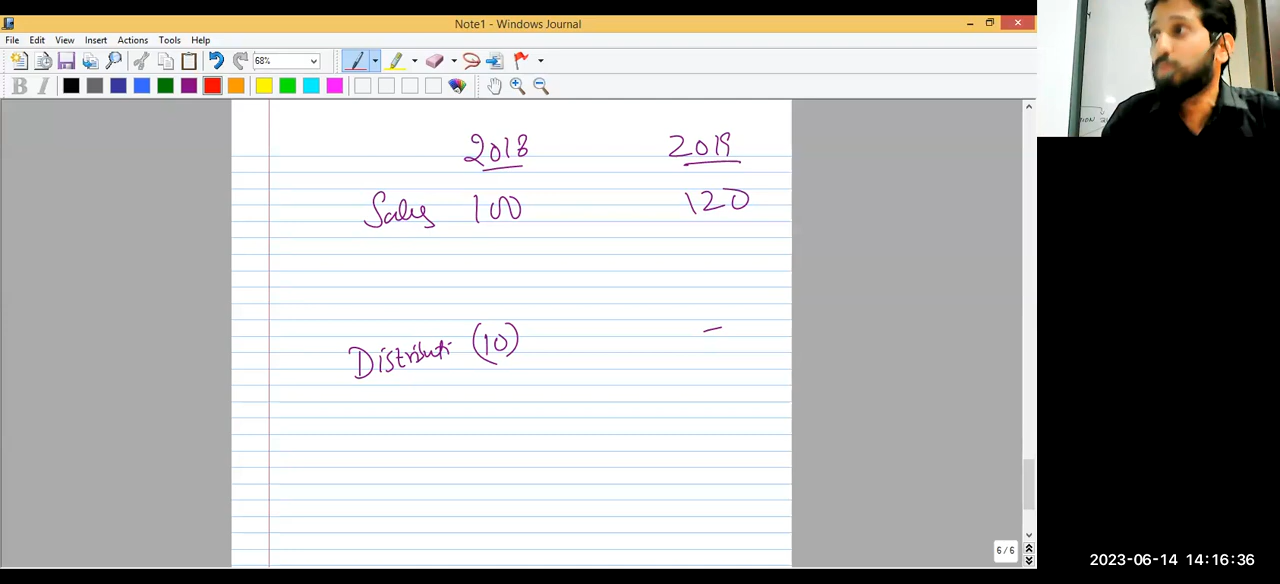 Note1 - Windows Journal
File Edit View Insert Actions Tools Help
68%
B I
2018 2019
Sales 100 120
Distributi (10) –
6 / 6
2023-06-14 14:16:36